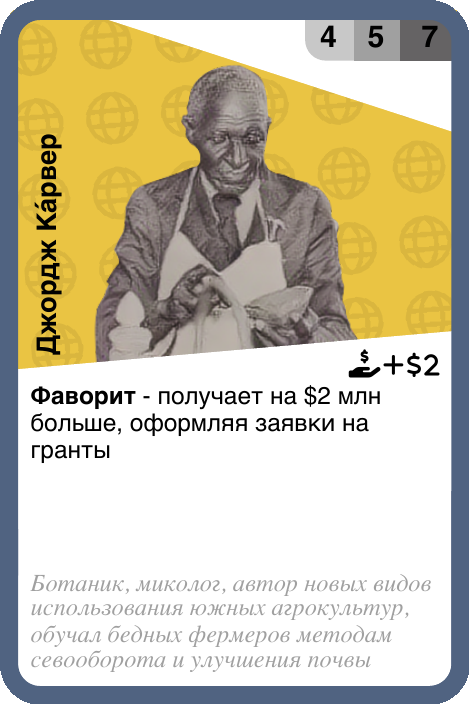 4 5 7
Джордж Ка́рвер
$ +$2
Фаворит - получает на $2 млн
больше, оформляя заявки на
гранты
Ботаник, миколог, автор новых видов
использования южных агрокультур,
обучал бедных фермеров методам
севооборота и улучшения почвы